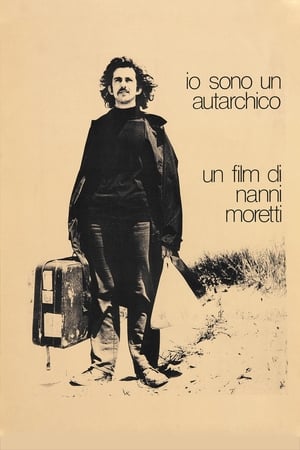 io sono un
autarchico
un film di
nanni
moretti